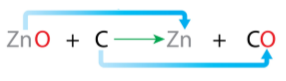 ZnO + C → Zn + CO